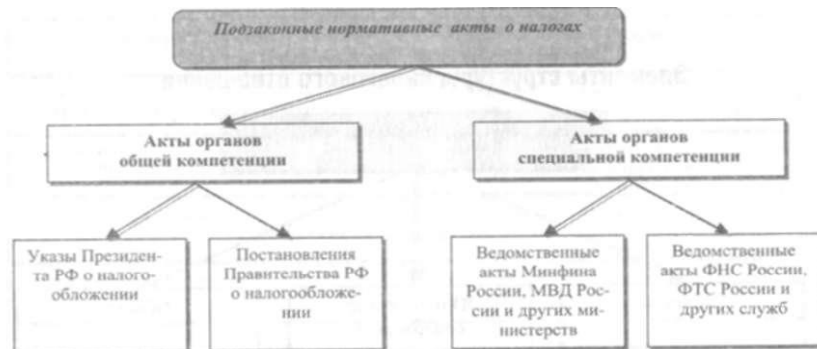 Подзаконные нормативные акты о налогах
Акты органов
общей компетенции
Акты органов
специальной компетенции
Указы Президен-
та РФ о налого-
обложении
Постановления
Правительства РФ
о налогообложе-
нии
Ведомственные
акты Минфина
России, МВД Рос-
сии и других ми-
нистерств
Ведомственные
акты ФНС России,
ФТС России и
других служб